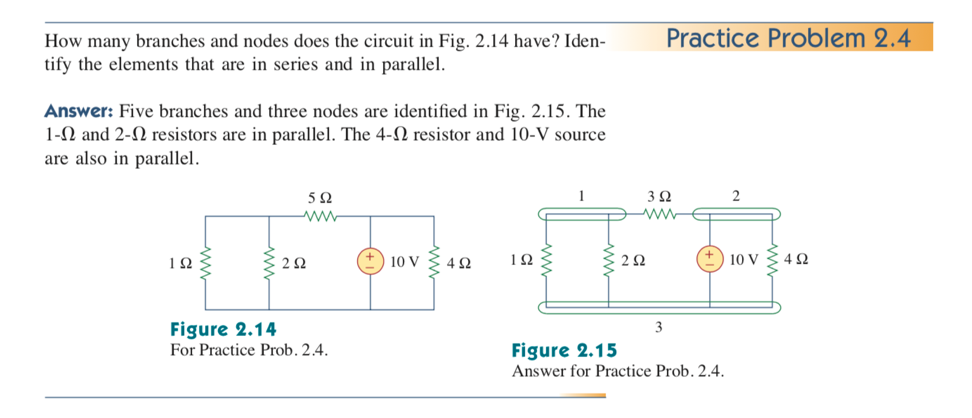 How many branches and nodes does the circuit in Fig. 2.14 have? Iden-
tify the elements that are in series and in parallel.
Practice Problem 2.4
Answer: Five branches and three nodes are identified in Fig. 2.15. The
1-Ω and 2-Ω resistors are in parallel. The 4-Ω resistor and 10-V source
are also in parallel.
5 Ω
1 Ω
2 Ω
+
−
10 V
4 Ω
Figure 2.14
For Practice Prob. 2.4.
1
3 Ω
2
1 Ω
2 Ω
+
−
10 V
4 Ω
3
Figure 2.15
Answer for Practice Prob. 2.4.